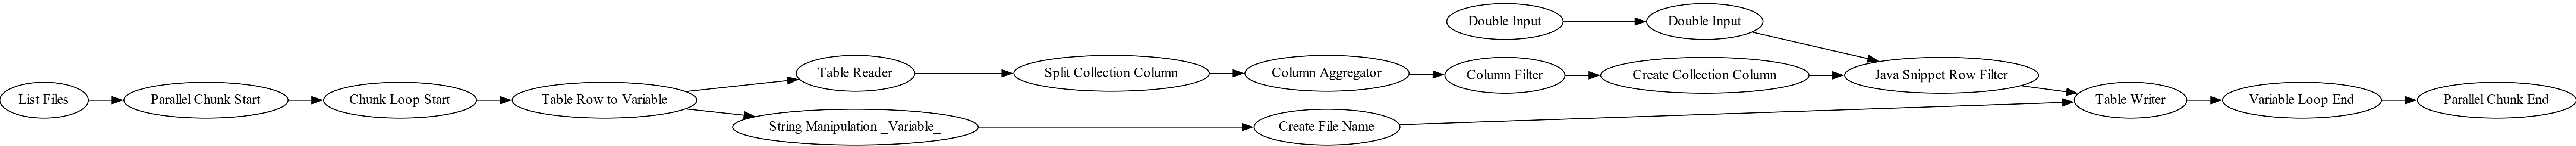 Double Input
Double Input
Table Reader
Split Collection Column
Column Aggregator
Column Filter
Create Collection Column
Java Snippet Row Filter
List Files
Parallel Chunk Start
Chunk Loop Start
Table Row to Variable
Table Writer
Variable Loop End
Parallel Chunk End
String Manipulation _Variable_
Create File Name